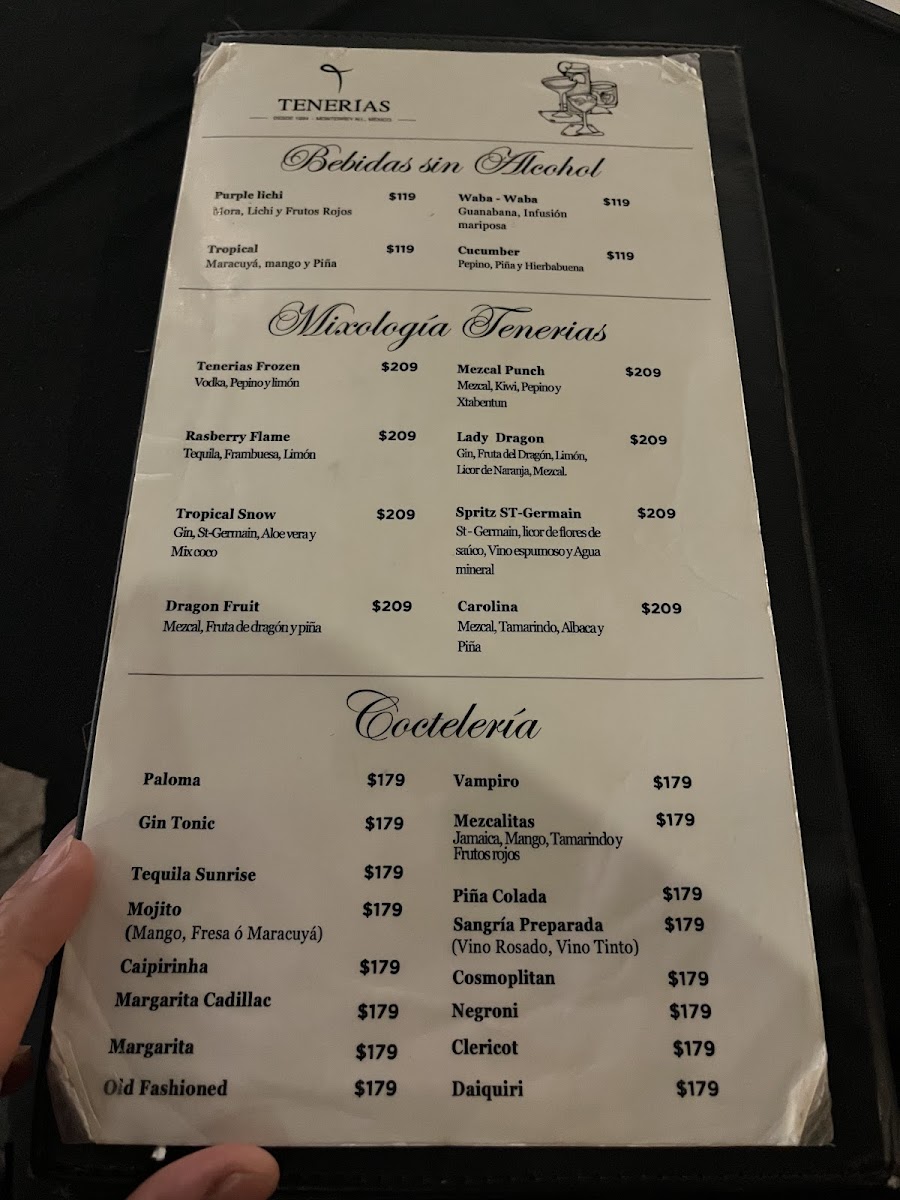 TENERIAS
DESDE 1984 - MONTERREY N.L. MÉXICO
Bebidas sin Alcohol
Purple lichi $119
Mora, Lichi y Frutos Rojos
Waba - Waba $119
Guanabana, Infusión
mariposa
Tropical $119
Maracuyá, mango y Piña
Cucumber $119
Pepino, Piña y Hierbabuena
Mixología Tenerias
Tenerias Frozen $209
Vodka, Pepino y limón
Mezcal Punch $209
Mezcal, Kiwi, Pepino y
Xtabentun
Rasberry Flame $209
Tequila, Frambuesa, Limón
Lady Dragon $209
Gin, Fruta del Dragón, Limón,
Licor de Naranja, Mezcal.
Tropical Snow $209
Gin, St-Germain, Aloe vera y
Mix coco
Spritz ST-Germain $209
St - Germain, licor de flores de
saúco, Vino espumoso y Agua
mineral
Dragon Fruit $209
Mezcal, Fruta de dragón y piña
Carolina $209
Mezcal, Tamarindo, Albaca y
Piña
Coctelería
Paloma $179
Gin Tonic $179
Tequila Sunrise $179
Mojito $179
(Mango, Fresa ó Maracuyá)
Caipirinha $179
Margarita Cadillac $179
Margarita $179
Old Fashioned $179
Vampiro $179
Mezcalitas $179
Jamaica, Mango, Tamarindo y
Frutos rojos
Piña Colada $179
Sangría Preparada $179
(Vino Rosado, Vino Tinto)
Cosmoplitan $179
Negroni $179
Clericot $179
Daiquiri $179